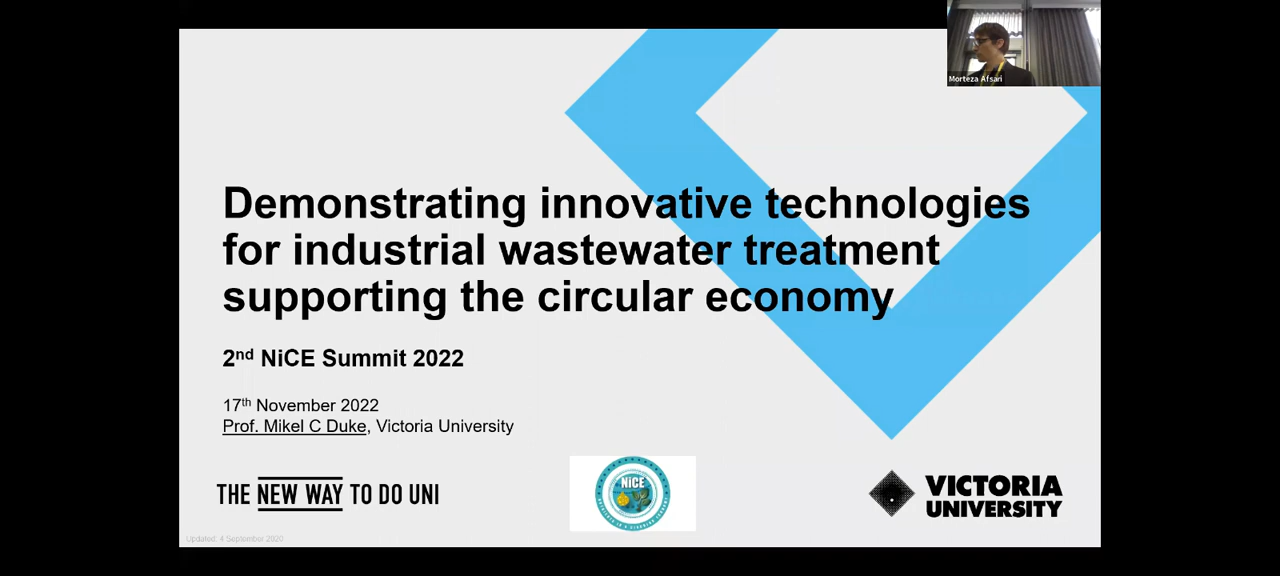 Morteza Afsari
Demonstrating innovative technologies
for industrial wastewater treatment
supporting the circular economy
2nd NiCE Summit 2022
17th November 2022
Prof. Mikel C Duke, Victoria University
THE NEW WAY TO DO UNI
NiCE
VICTORIA
UNIVERSITY
Updated: 4 September 2020